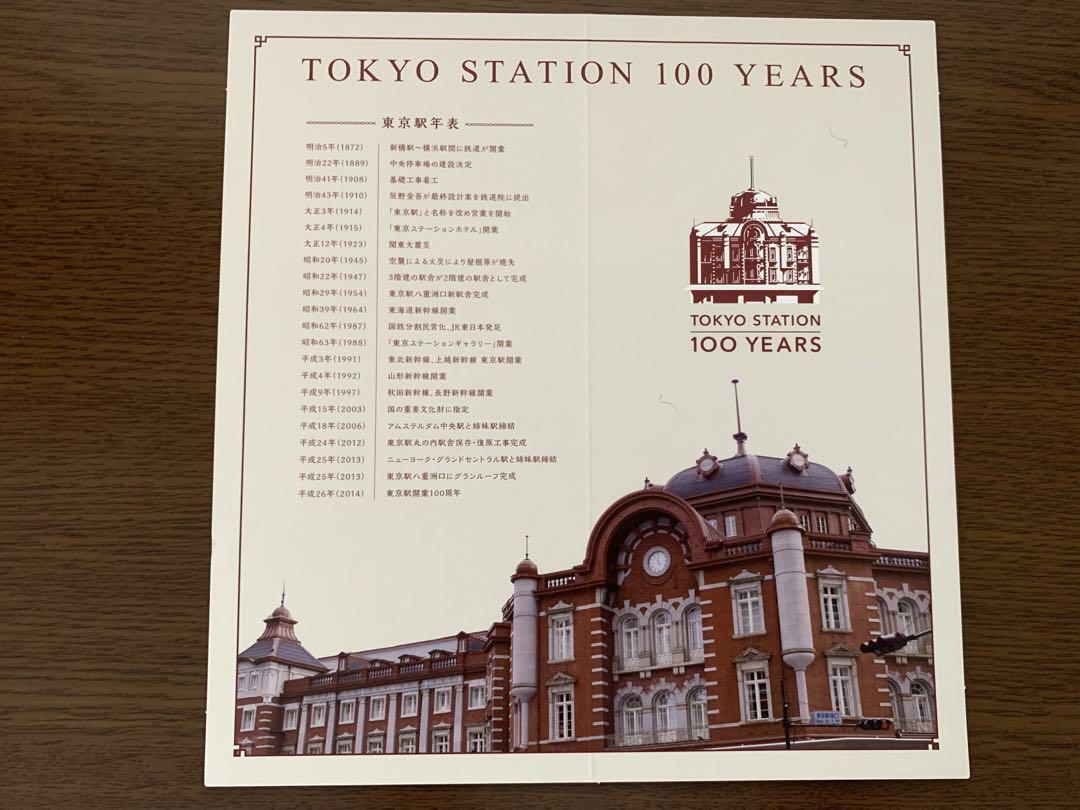 TOKYO STATION 100 YEARS
東京駅年表
明治5年(1872) 新橋駅〜横浜駅間に鉄道が開業
明治22年(1889) 中央停車場の建設決定
明治41年(1908) 基礎工事着工
明治43年(1910) 辰野金吾が最終設計案を鉄道院に提出
大正3年(1914) 「東京駅」と名称を改め営業を開始
大正4年(1915) 「東京ステーションホテル」開業
大正12年(1923) 関東大震災
昭和20年(1945) 空襲による火災により屋根等が焼失
昭和22年(1947) 3階建の駅舎が2階建の駅舎として完成
昭和29年(1954) 東京駅八重洲口新駅舎完成
昭和39年(1964) 東海道新幹線開業
昭和62年(1987) 国鉄分割民営化、JR東日本発足
昭和63年(1988) 「東京ステーションギャラリー」開業
平成3年(1991) 東北新幹線、上越新幹線 東京駅開業
平成4年(1992) 山形新幹線開業
平成9年(1997) 秋田新幹線、長野新幹線開業
平成15年(2003) 国の重要文化財に指定
平成18年(2006) アムステルダム中央駅と姉妹駅締結
平成24年(2012) 東京駅丸の内駅舎保存・復原工事完成
平成25年(2013) ニューヨーク・グランドセントラル駅と姉妹駅締結
平成25年(2013) 東京駅八重洲口にグランルーフ完成
平成26年(2014) 東京駅開業100周年
TOKYO STATION
100 YEARS